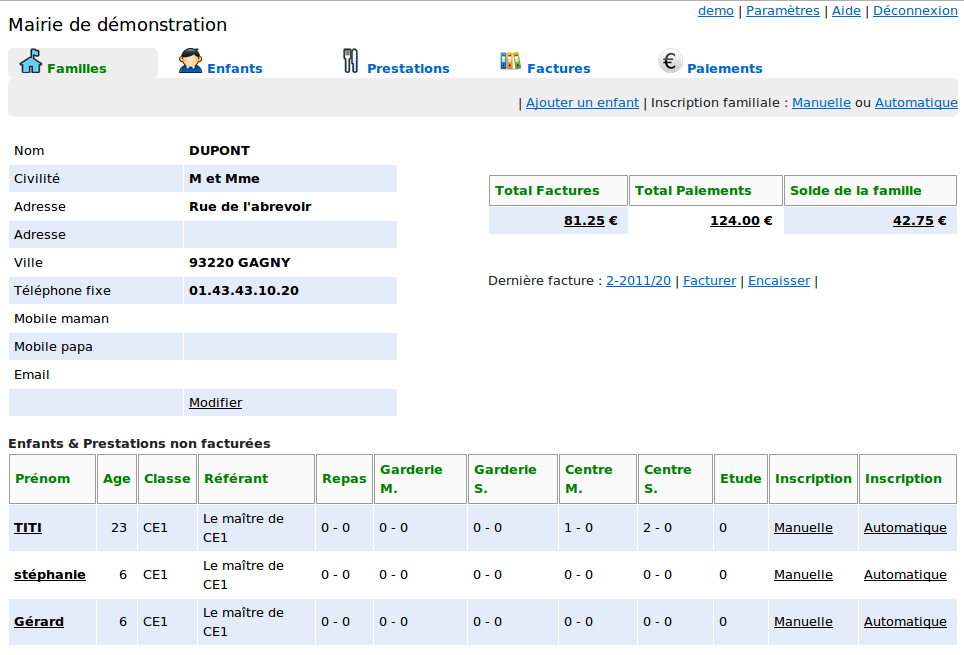 demo | Paramètres | Aide | Déconnexion
Mairie de démonstration
Familles Enfants Prestations Factures Paiements
| Ajouter un enfant | Inscription familiale : Manuelle ou Automatique
Nom DUPONT
Civilité M et Mme
Adresse Rue de l'abrevoir
Adresse
Ville 93220 GAGNY
Téléphone fixe 01.43.43.10.20
Mobile maman
Mobile papa
Email
Modifier
Total Factures Total Paiements Solde de la famille
81.25 € 124.00 € 42.75 €
Dernière facture : 2-2011/20 | Facturer | Encaisser |
Enfants & Prestations non facturées
Prénom Age Classe Référant Repas Garderie M. Garderie S. Centre M. Centre S. Etude Inscription Inscription
TITI 23 CE1 Le maître de CE1 0 - 0 0 - 0 0 - 0 1 - 0 2 - 0 0 Manuelle Automatique
stéphanie 6 CE1 Le maître de CE1 0 - 0 0 - 0 0 - 0 0 - 0 0 - 0 0 Manuelle Automatique
Gérard 6 CE1 Le maître de CE1 0 - 0 0 - 0 0 - 0 0 - 0 0 - 0 0 Manuelle Automatique